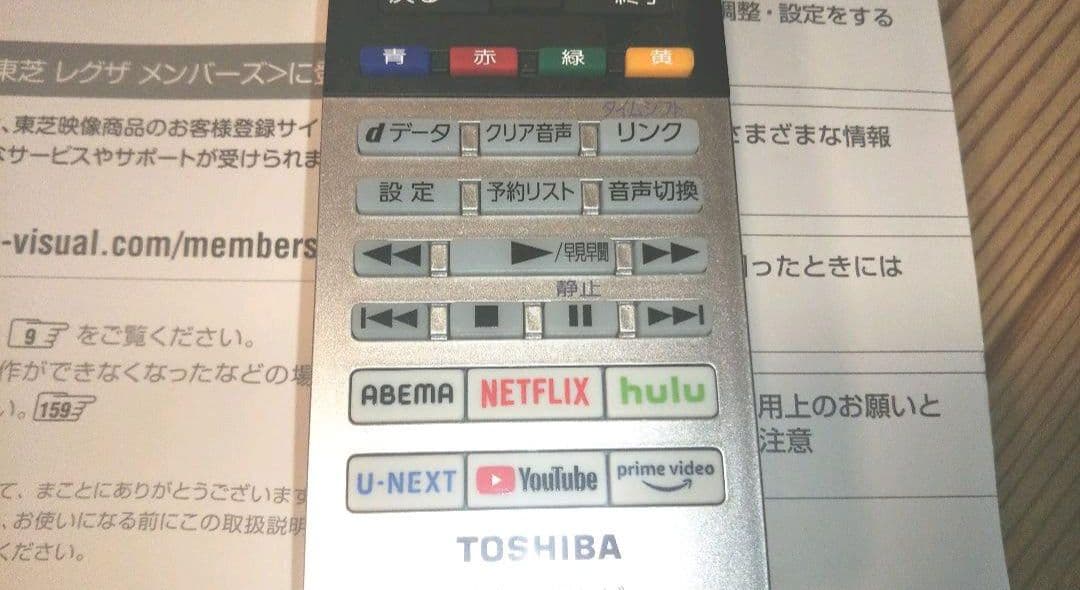 戻る 終了
青 赤 緑 黄
タイムシフト
dデータ クリア音声 リンク
設定 予約リスト 音声切換
/早見早聞
静止
ABEMA NETFLIX hulu
U-NEXT YouTube prime video
TOSHIBA
東芝 レグザ メンバーズ>に
、東芝映像商品のお客様登録サイ
なサービスやサポートが受けられま
-visual.com/members
9 をご覧ください。
作ができなくなったなどの場
い。159
て、まことにありがとうございます
、お使いになる前にこの取扱説明
ください。
調整・設定をする
さまざまな情報
ったときには
用上のお願いと
注意